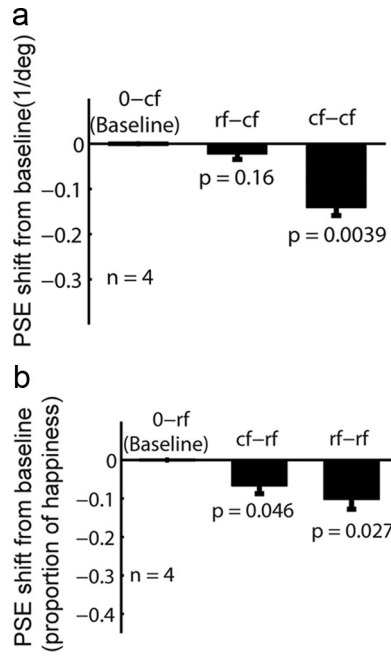 a
PSE shift from baseline(1/deg)
0−cf
(Baseline)
rf−cf
cf−cf
0
−0.1
−0.2
−0.3
p = 0.16
p = 0.0039
n = 4
b
PSE shift from baseline
(proportion of happiness)
0−rf
(Baseline)
cf−rf
rf−rf
0
−0.1
−0.2
−0.3
−0.4
p = 0.046
p = 0.027
n = 4